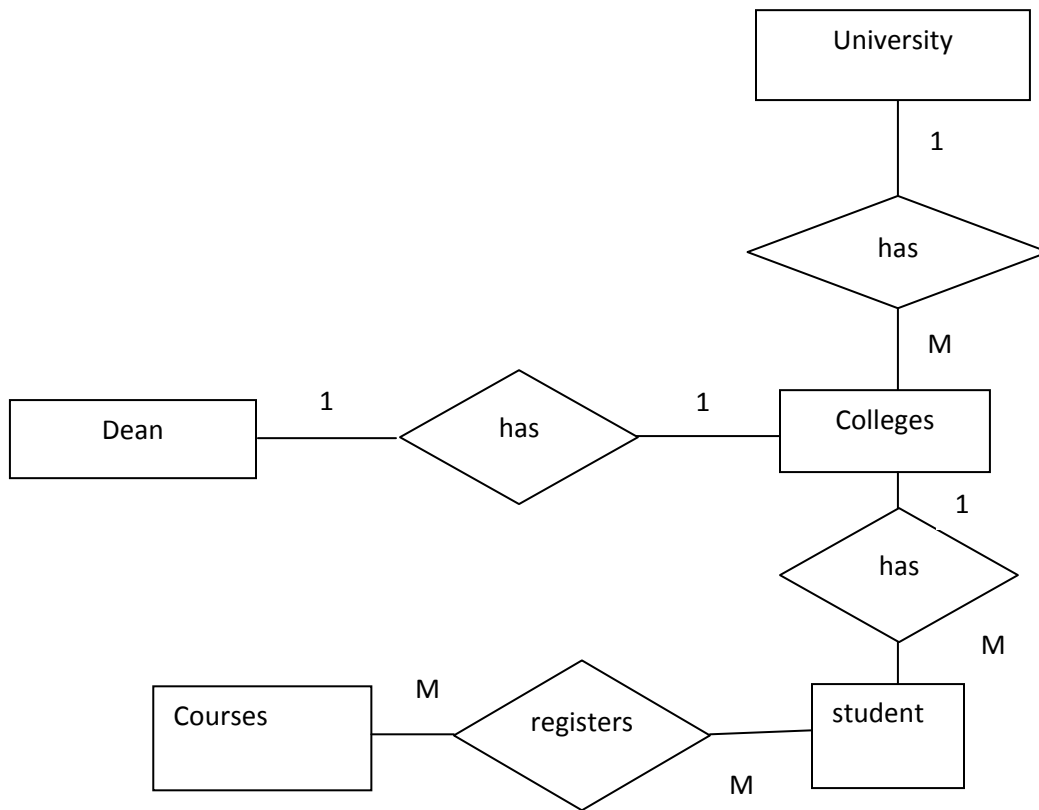 University
1
has
M
Dean
1
has
1
Colleges
1
has
M
Courses
M
registers
M
student